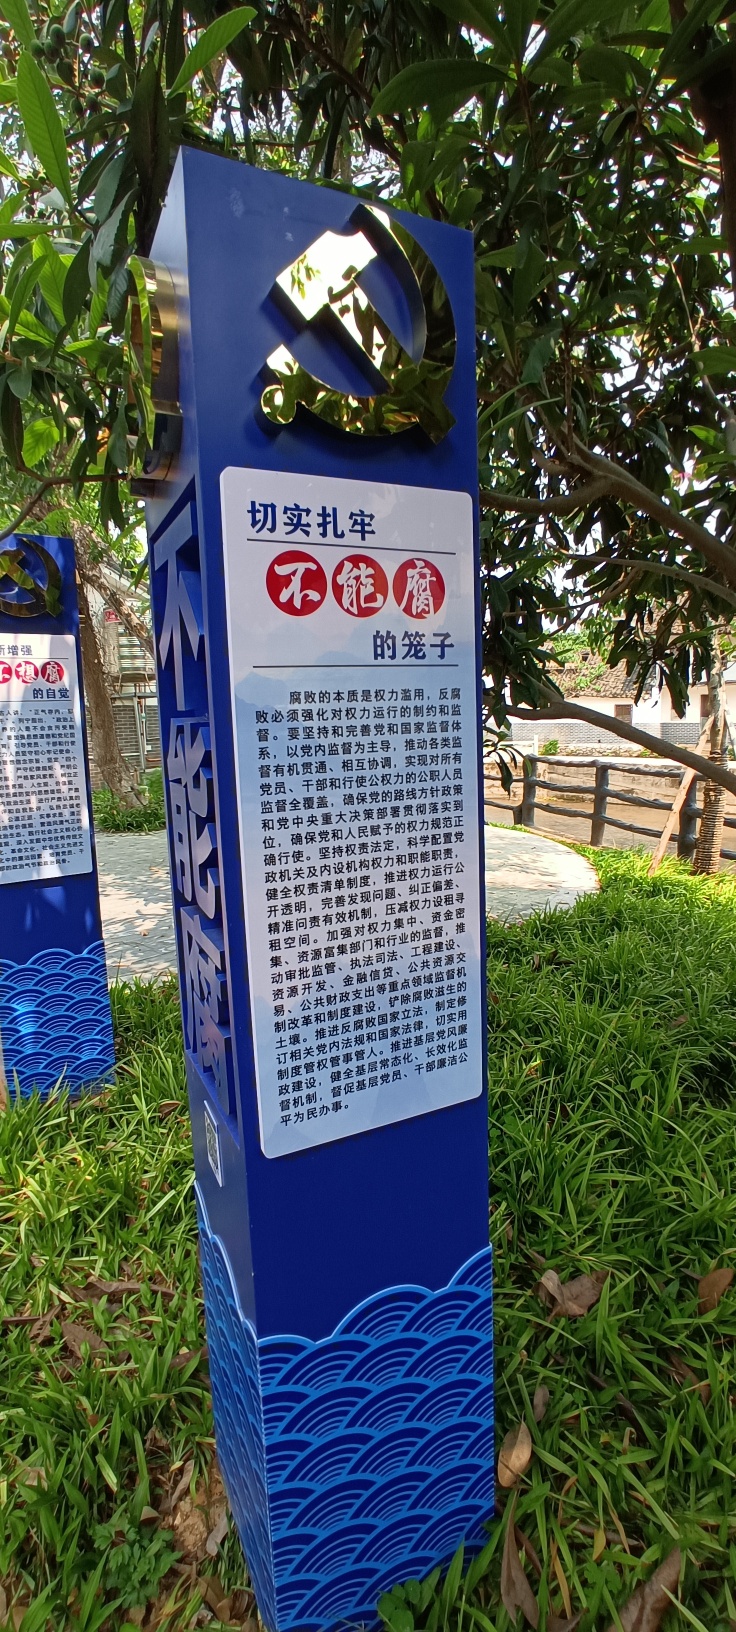 切实扎牢
不能腐
的笼子
腐败的本质是权力滥用，反腐
败必须强化对权力运行的制约和监
督。要坚持和完善党和国家监督体
系，以党内监督为主导，推动各类监
督有机贯通、相互协调，实现对所有
党员、干部和行使公权力的公职人员
监督全覆盖，确保党的路线方针政策
和党中央重大决策部署贯彻落实到
位，确保党和人民赋予的权力规范正
确行使。坚持权责法定，科学配置党
政机关及内设机构权力和职能职责，
健全权责清单制度，推进权力运行公
开透明，完善发现问题、纠正偏差、
精准问责有效机制，压减权力设租寻
租空间。加强对权力集中、资金密
集、资源富集部门和行业的监督，推
动审批监管、执法司法、工程建设、
资源开发、金融信贷、公共资源交
易、公共财政支出等重点领域监督机
制改革和制度建设，铲除腐败滋生的
土壤。推进反腐败国家立法，制定修
订相关党内法规和国家法律，切实用
制度管权管事管人。推进基层党风廉
政建设，健全基层常态化、长效化监
督机制，督促基层党员、干部廉洁公
平为民办事。
不能腐
增强
不想腐
的自觉